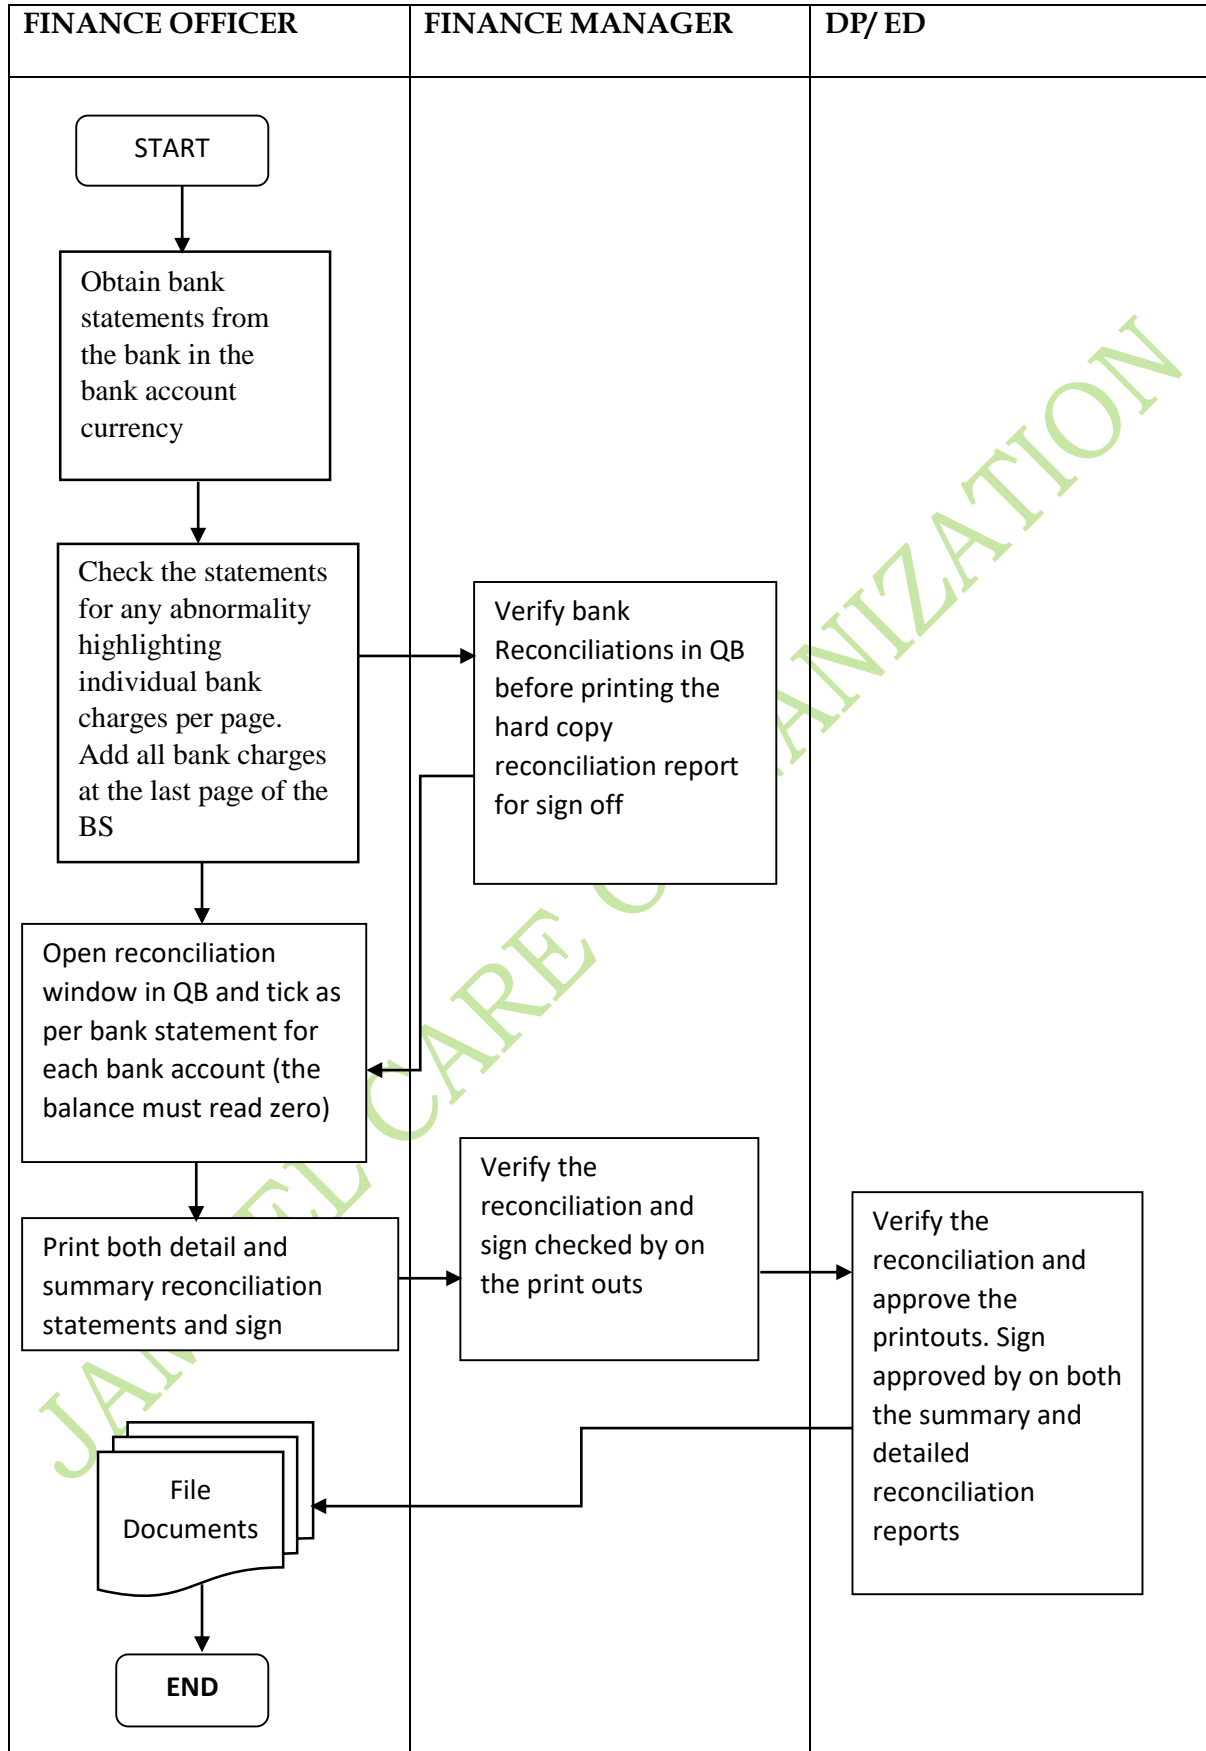 FINANCE OFFICER
FINANCE MANAGER
DP/ ED
START
Obtain bank
statements from
the bank in the
bank account
currency
Check the statements
for any abnormality
highlighting
individual bank
charges per page.
Add all bank charges
at the last page of the
BS
Verify bank
Reconciliations in QB
before printing the
hard copy
reconciliation report
for sign off
Open reconciliation
window in QB and tick as
per bank statement for
each bank account (the
balance must read zero)
Print both detail and
summary reconciliation
statements and sign
Verify the
reconciliation and
sign checked by on
the print outs
Verify the
reconciliation and
approve the
printouts. Sign
approved by on both
the summary and
detailed
reconciliation
reports
File
Documents
END
CARE